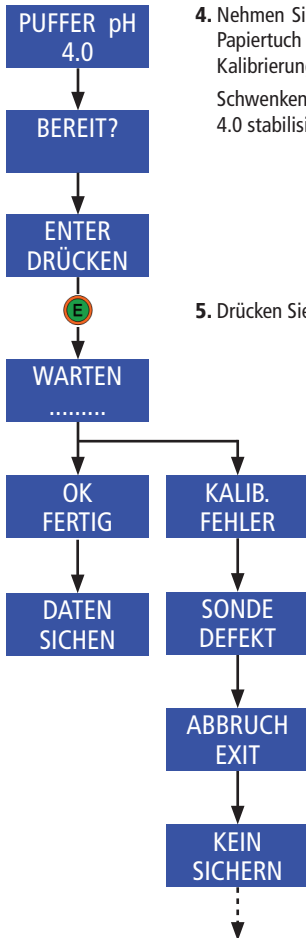 PUFFER pH
4.0
BEREIT?
ENTER
DRÜCKEN
E
WARTEN
.........
OK
FERTIG
DATEN
SICHEN
KALIB.
FEHLER
SONDE
DEFEKT
ABBRUCH
EXIT
KEIN
SICHERN
4. Nehmen Si
Papiertuch
Kalibrierun
Schwenken
4.0 stabilisi
5. Drücken Sie